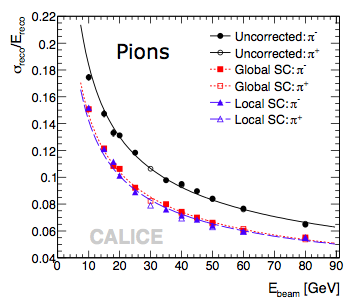 0.22
0.2
0.18
0.16
0.14
0.12
0.1
0.08
0.06
0.04
σreco/Ereco
Pions
Uncorrected: π⁻
Uncorrected: π⁺
Global SC: π⁻
Global SC: π⁺
Local SC: π⁻
Local SC: π⁺
CALICE
0 10 20 30 40 50 60 70 80 90
Ebeam [GeV]